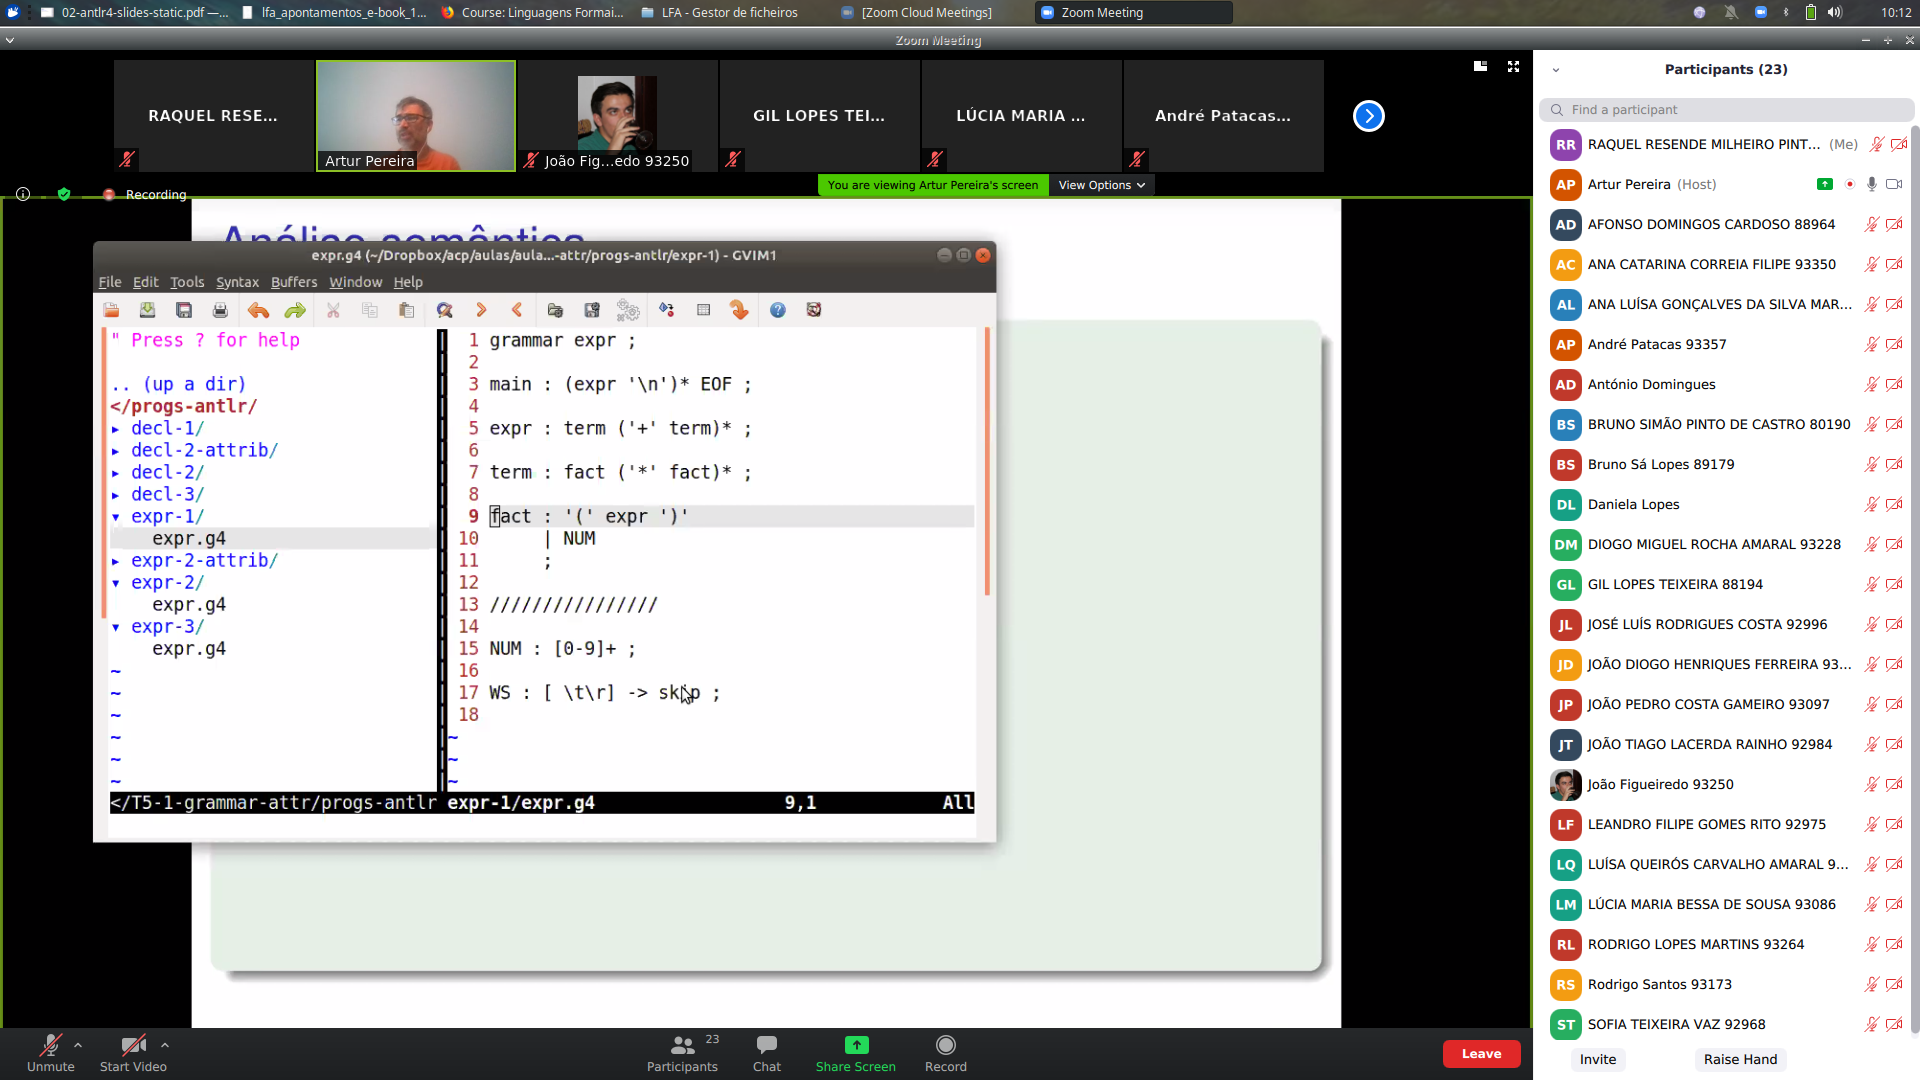 02-antlr4-slides-static.pdf —...
lfa_apontamentos_e-book_1...
Course: Linguagens Formai...
LFA - Gestor de ficheiros
[Zoom Cloud Meetings]
Zoom Meeting
10:12
Zoom Meeting
RAQUEL RESE...
Artur Pereira
João Fig...edo 93250
GIL LOPES TEI...
LÚCIA MARIA ...
André Patacas...
You are viewing Artur Pereira's screen
View Options
Recording
Análise semântica
expr.g4 (~/Dropbox/acp/aulas/aula...-attr/progs-antlr/expr-1) - GVIM1
File Edit Tools Syntax Buffers Window Help
" Press ? for help
.. (up a dir)
</progs-antlr/
▸ decl-1/
▸ decl-2-attrib/
▸ decl-2/
▸ decl-3/
▾ expr-1/
expr.g4
▸ expr-2-attrib/
▾ expr-2/
expr.g4
▾ expr-3/
expr.g4
~
~
~
~
~
~
1 grammar expr ;
2
3 main : (expr '\n')* EOF ;
4
5 expr : term ('+' term)* ;
6
7 term : fact ('*' fact)* ;
8
9 fact : '(' expr ')'
10 | NUM
11 ;
12
13 ////////////////
14
15 NUM : [0-9]+ ;
16
17 WS : [ \t\r] -> skip ;
18
~
~
~
</T5-1-grammar-attr/progs-antlr expr-1/expr.g4 9,1 All
Participants (23)
Find a participant
RR RAQUEL RESENDE MILHEIRO PINT... (Me)
AP Artur Pereira (Host)
AD AFONSO DOMINGOS CARDOSO 88964
AC ANA CATARINA CORREIA FILIPE 93350
AL ANA LUÍSA GONÇALVES DA SILVA MAR...
AP André Patacas 93357
AD António Domingues
BS BRUNO SIMÃO PINTO DE CASTRO 80190
BS Bruno Sá Lopes 89179
DL Daniela Lopes
DM DIOGO MIGUEL ROCHA AMARAL 93228
GL GIL LOPES TEIXEIRA 88194
JL JOSÉ LUÍS RODRIGUES COSTA 92996
JD JOÃO DIOGO HENRIQUES FERREIRA 93...
JP JOÃO PEDRO COSTA GAMEIRO 93097
JT JOÃO TIAGO LACERDA RAINHO 92984
João Figueiredo 93250
LF LEANDRO FILIPE GOMES RITO 92975
LQ LUÍSA QUEIRÓS CARVALHO AMARAL 9...
LM LÚCIA MARIA BESSA DE SOUSA 93086
RL RODRIGO LOPES MARTINS 93264
RS Rodrigo Santos 93173
ST SOFIA TEIXEIRA VAZ 92968
Invite
Raise Hand
Unmute
Start Video
Participants 23
Chat
Share Screen
Record
Leave